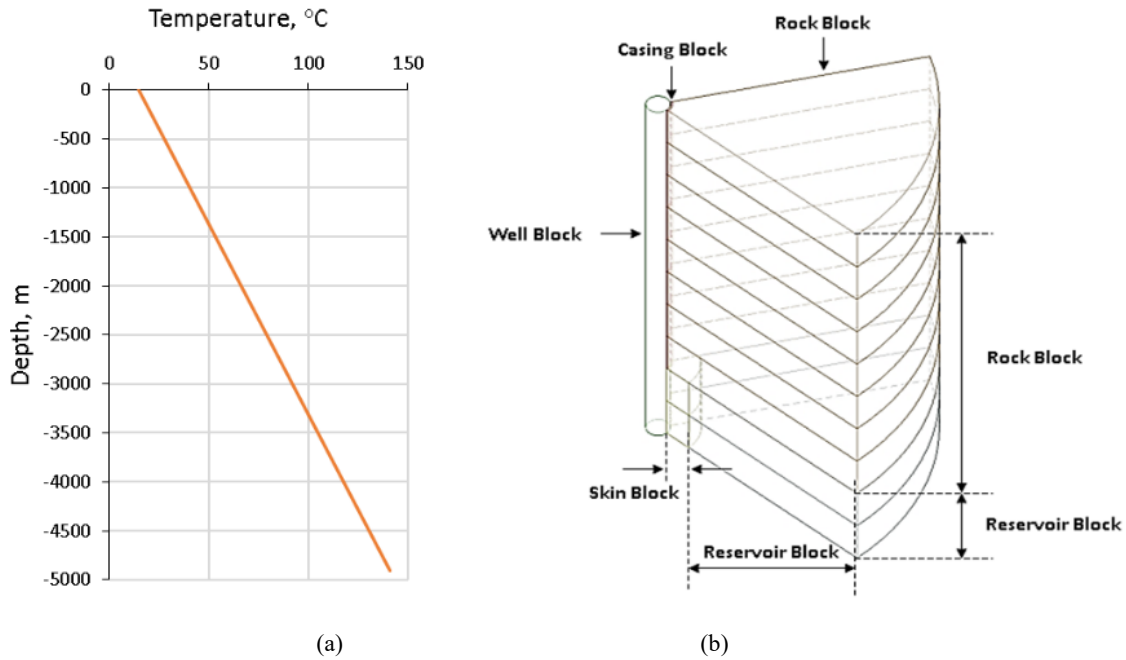 Temperature, °C
0 50 100 150
0
-500
-1000
-1500
-2000
-2500
-3000
-3500
-4000
-4500
-5000
Depth, m
(a)
Rock Block
Casing Block
Well Block
Rock Block
Skin Block
Reservoir Block
Reservoir Block
(b)